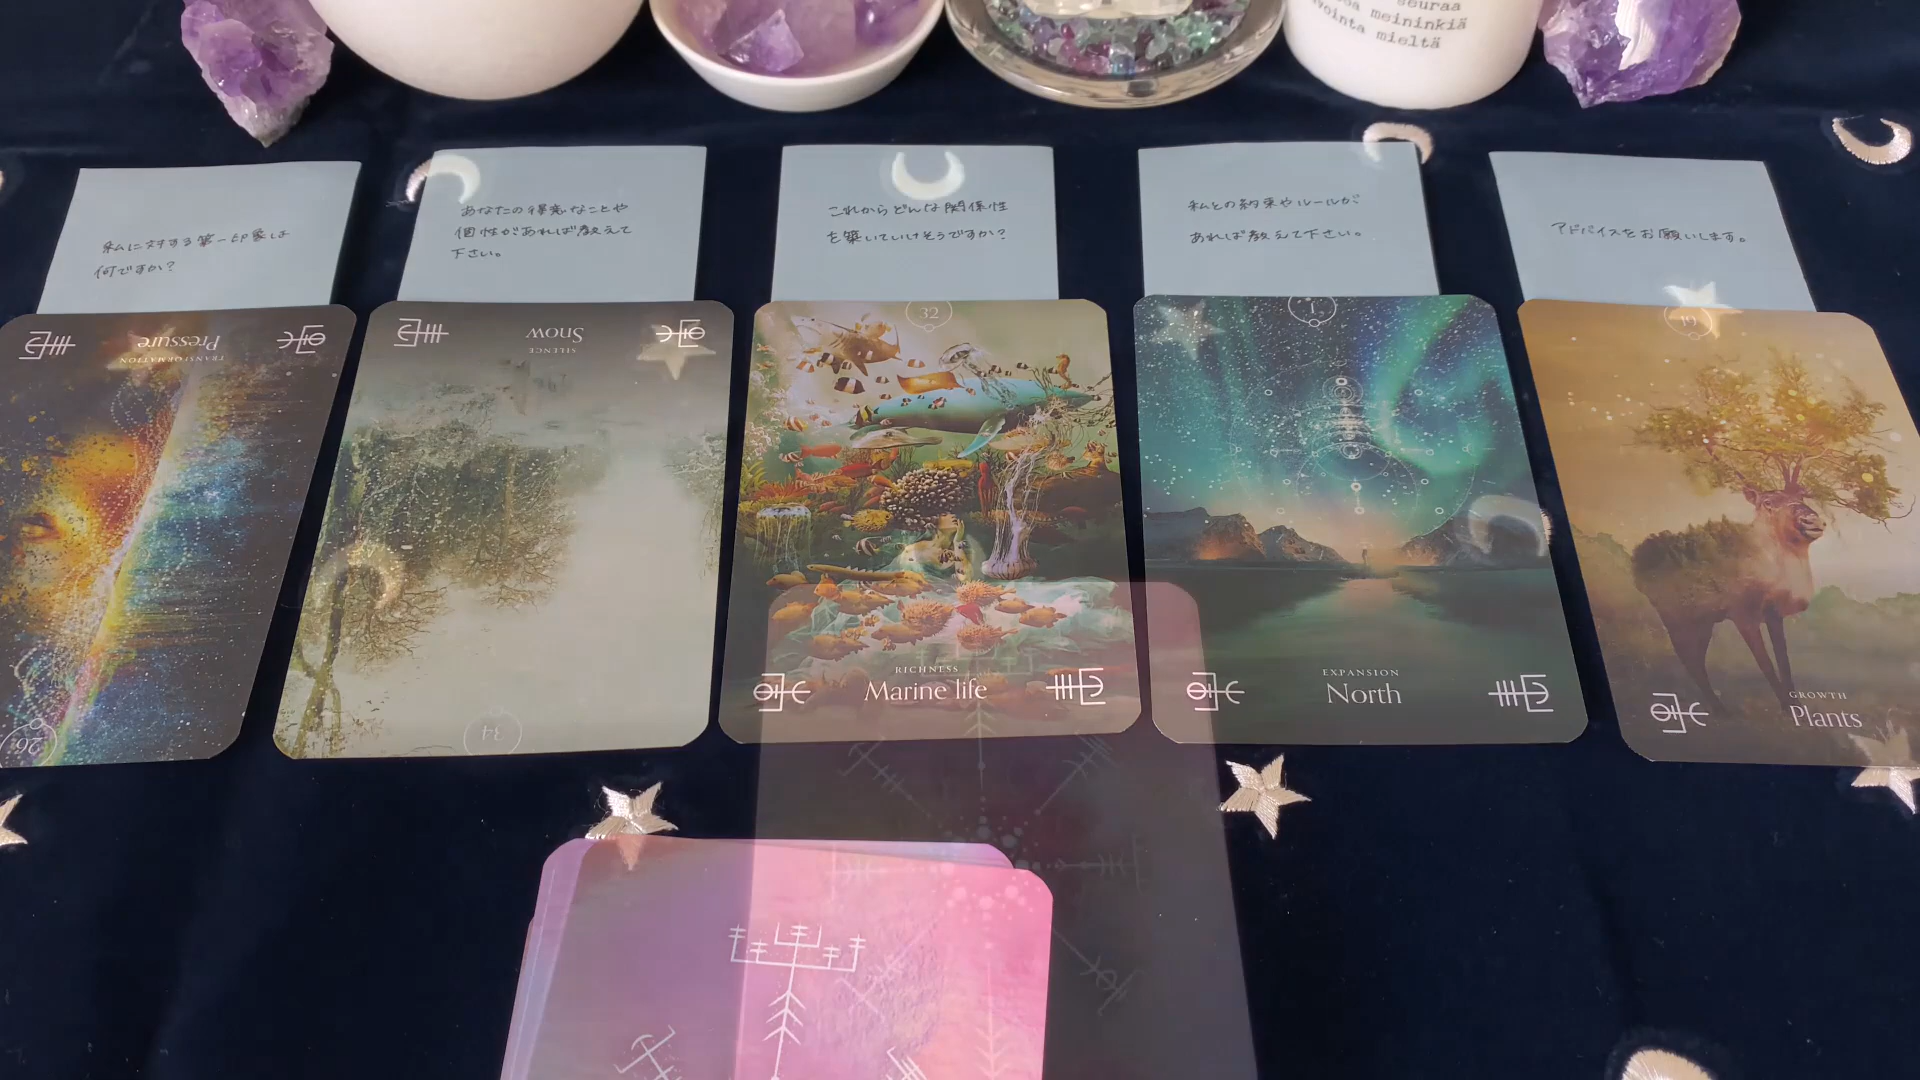 seuraa
meininkiä
mieltä
私に対する第一印象は
何ですか?
あなたの得意なことや
個性があれば教えて
下さい。
これからどんな関係性
を築いていけそうですか?
私との約束やルールが
あれば教えて下さい。
アドバイスをお願いします。
TRANSFORMATION
Pressure
26
SILENCE
Snow
34
32
RICHNESS
Marine life
1
EXPANSION
North
19
GROWTH
Plants